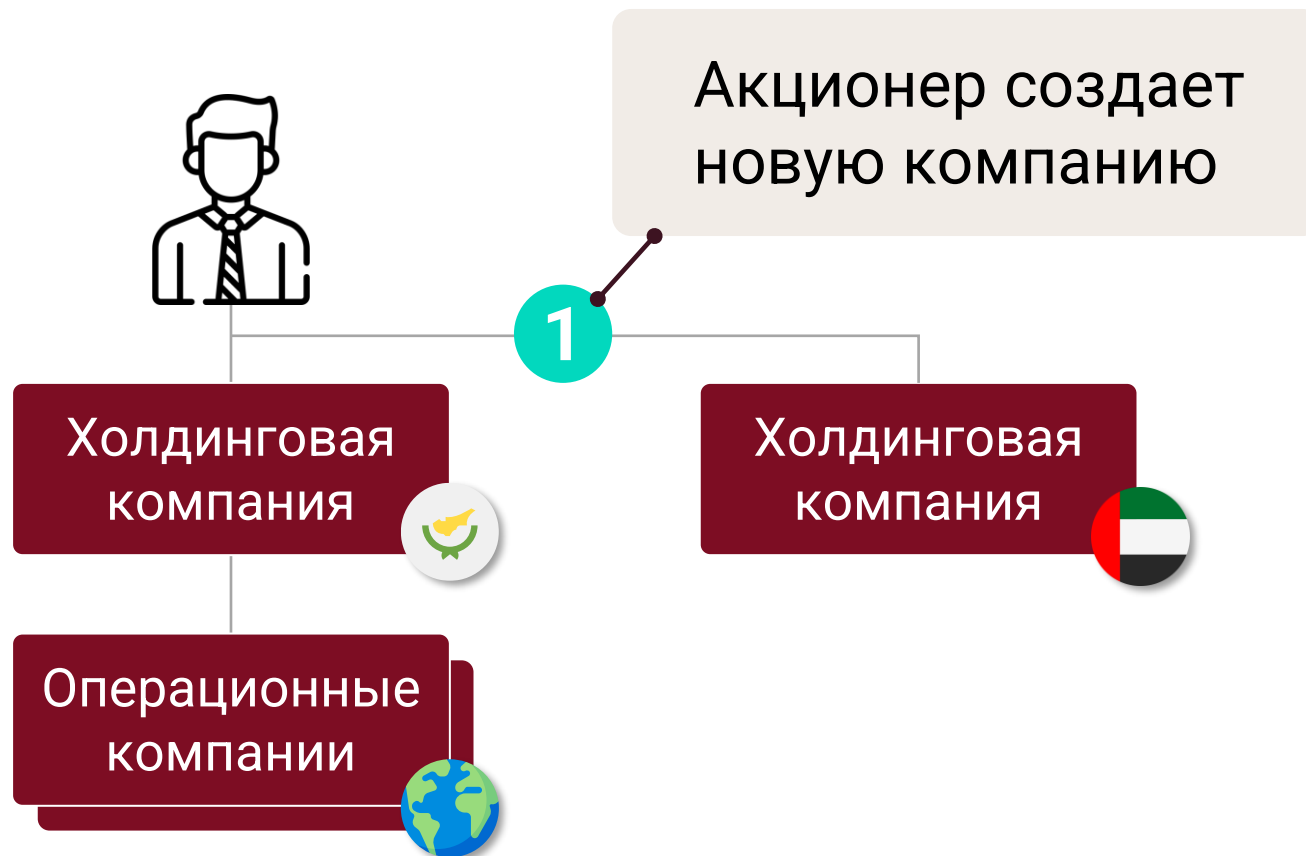 Акционер создает
новую компанию
1
Холдинговая
компания
Холдинговая
компания
Операционные
компании